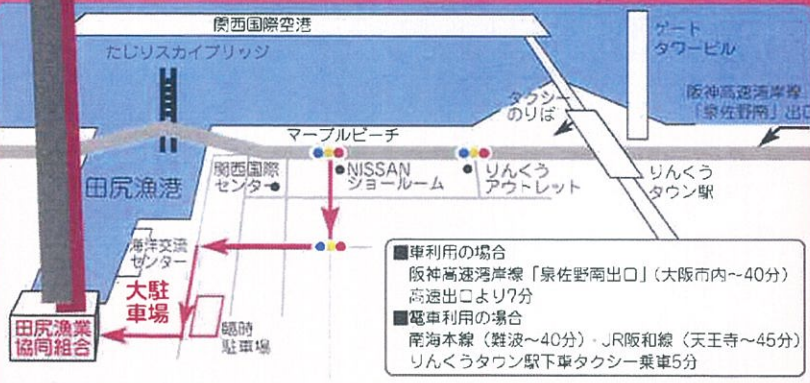 関西国際空港
たじりスカイブリッジ
ゲート
タワービル
タクシー
のりば
阪神高速湾岸線
「泉佐野南」出口
マーブルビーチ
田尻漁港
関西国際
センター
NISSAN
ショールーム
りんくう
アウトレット
りんくう
タウン駅
海洋交流
センター
大駐
車場
臨時
駐車場
田尻漁業
協同組合
■車利用の場合
阪神高速湾岸線「泉佐野南出口」(大阪市内〜40分)
高速出口より7分
■電車利用の場合
南海本線(難波〜40分)・JR阪和線(天王寺〜45分)
りんくうタウン駅下車タクシー乗車5分